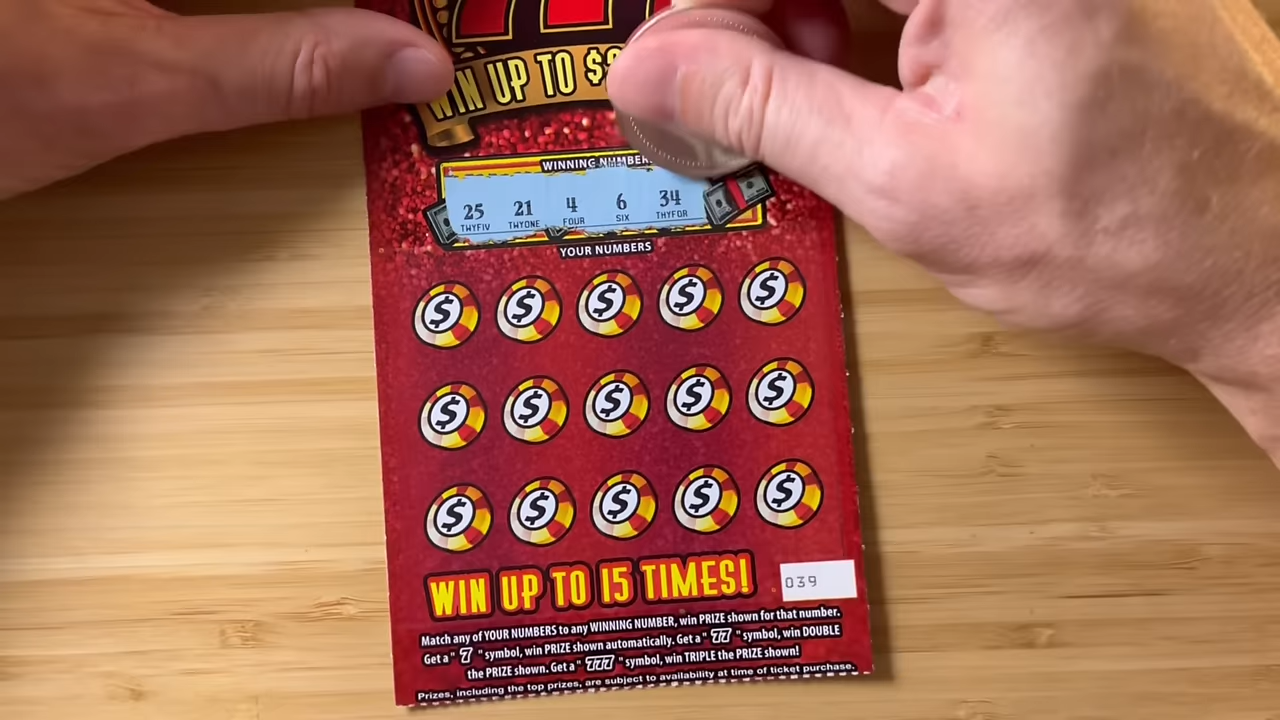 WIN UP TO $
WINNING NUMBER
25 21 4 6 34
TWYFIV TWYONE FOUR SIX THYFOR
YOUR NUMBERS
$ $ $ $ $
$ $ $ $ $
$ $ $ $ $
WIN UP TO 15 TIMES!
039
Match any of YOUR NUMBERS to any WINNING NUMBER, win PRIZE shown for that number.
Get a "7" symbol, win PRIZE shown automatically. Get a "77" symbol, win DOUBLE
the PRIZE shown. Get a "777" symbol, win TRIPLE the PRIZE shown!
Prizes, including the top prizes, are subject to availability at time of ticket purchase.